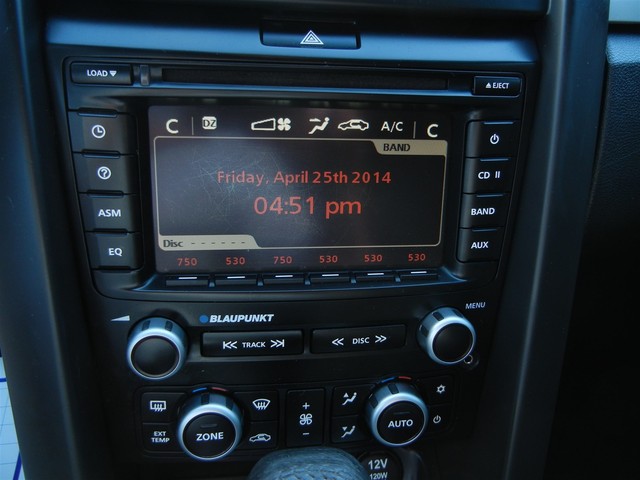 LOAD
EJECT
C DZ A/C C
BAND
Friday, April 25th 2014
04:51 pm
Disc - - - - - -
750 530 750 530 530 530
ASM
EQ
CD II
BAND
AUX
BLAUPUNKT
MENU
TRACK
DISC
EXT TEMP
ZONE
+
-
AUTO
12V
120W